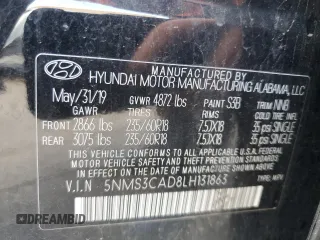 MANUFACTURED BY
HYUNDAI MOTOR MANUFACTURING ALABAMA, LLC
May/31/19 GVWR 4872 lbs PAINT S3B TRIM NNB
GAWR TIRES RIMS COLD TIRE INFL
FRONT 2866 lbs 235/60R18 7.5JX18 35 psi, SINGLE
REAR 3075 lbs 235/60R18 7.5JX18 35 psi, SINGLE
THIS VEHICLE CONFORMS TO ALL APPLICABLE U.S. FEDERAL MOTOR VEHICLE SAFETY, BUMPER, AND THEFT PREVENTION STANDARDS IN EFFECT ON THE DATE OF MANUFACTURE SHOWN ABOVE
V.I.N 5NMS3CAD8LH131863